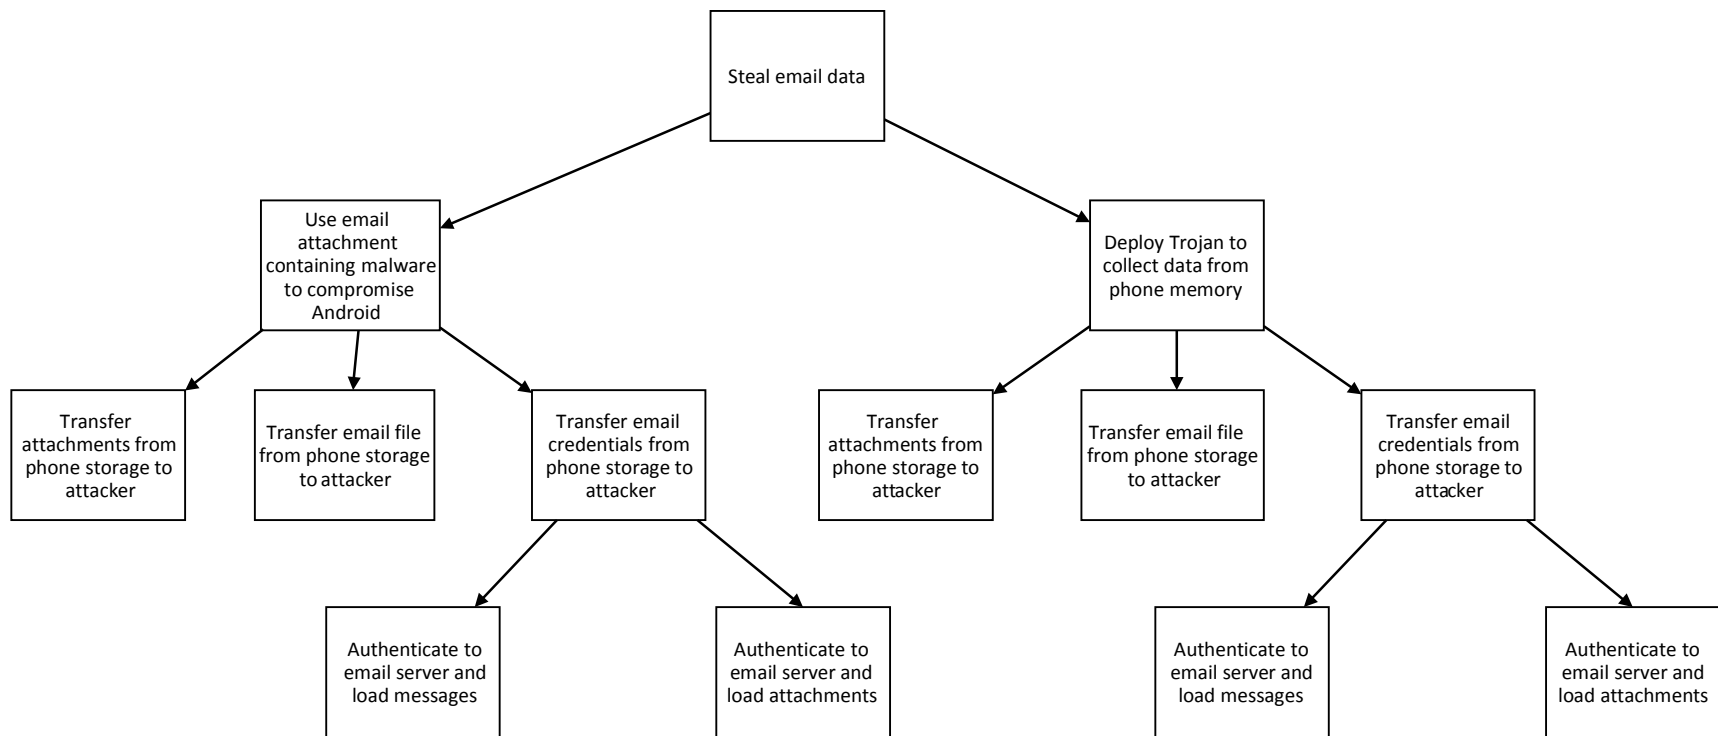 Steal email data
Use email
attachment
containing malware
to compromise
Android
Deploy Trojan to
collect data from
phone memory
Transfer
attachments from
phone storage to
attacker
Transfer email file
from phone storage
to attacker
Transfer email
credentials from
phone storage to
attacker
Transfer
attachments from
phone storage to
attacker
Transfer email file
from phone storage
to attacker
Transfer email
credentials from
phone storage to
attacker
Authenticate to
email server and
load messages
Authenticate to
email server and
load attachments
Authenticate to
email server and
load messages
Authenticate to
email server and
load attachments